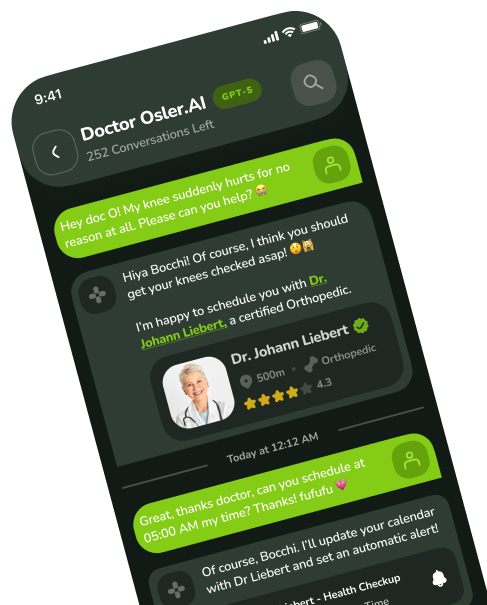 9:41
Doctor Osler.AI GPT-5
252 Conversations Left
Hey doc O! My knee suddenly hurts for no
reason at all. Please can you help? 😭
Hiya Bocchi! Of course, I think you should
get your knees checked asap! 🤨🙀
I'm happy to schedule you with Dr.
Johann Liebert, a certified Orthopedic.
Dr. Johann Liebert
500m • Orthopedic
4.3
Today at 12:12 AM
Great, thanks doctor, can you schedule at
05:00 AM my time? Thanks! fufufu 💗
Of course, Bocchi. I'll update your calendar
with Dr Liebert and set an automatic alert!
- Health Checkup
Time